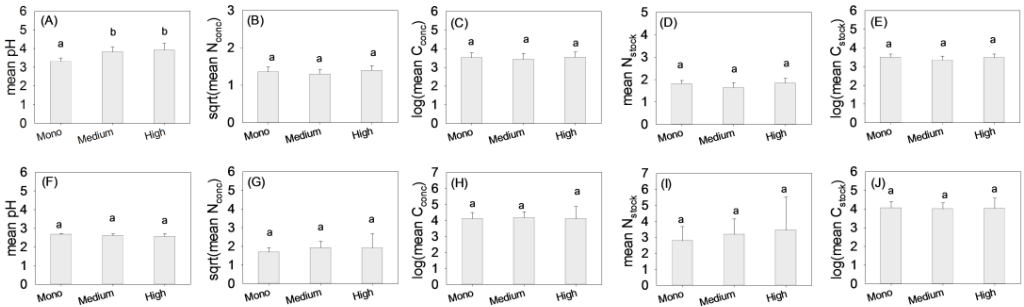 (A)
mean pH
6
5
4
3
2
1
0
a
b
b
Mono
Medium
High
(B)
sqrt(mean Nconc)
3
2
1
0
a
a
a
Mono
Medium
High
(C)
log(mean Cconc)
6
5
4
3
2
1
0
a
a
a
Mono
Medium
High
(D)
mean Nstock
5
4
3
2
1
0
a
a
a
Mono
Medium
High
(E)
log(mean Cstock)
6
5
4
3
2
1
0
a
a
a
Mono
Medium
High
(F)
mean pH
6
5
4
3
2
1
0
a
a
a
Mono
Medium
High
(G)
sqrt(mean Nconc)
6
5
4
3
2
1
0
a
a
a
Mono
Medium
High
(H)
log(mean Cconc)
7
6
5
4
3
2
1
0
a
a
a
Mono
Medium
High
(I)
mean Nstock
7
6
5
4
3
2
1
0
a
a
a
Mono
Medium
High
(J)
log(mean Cstock)
6
5
4
3
2
1
0
a
a
a
Mono
Medium
High